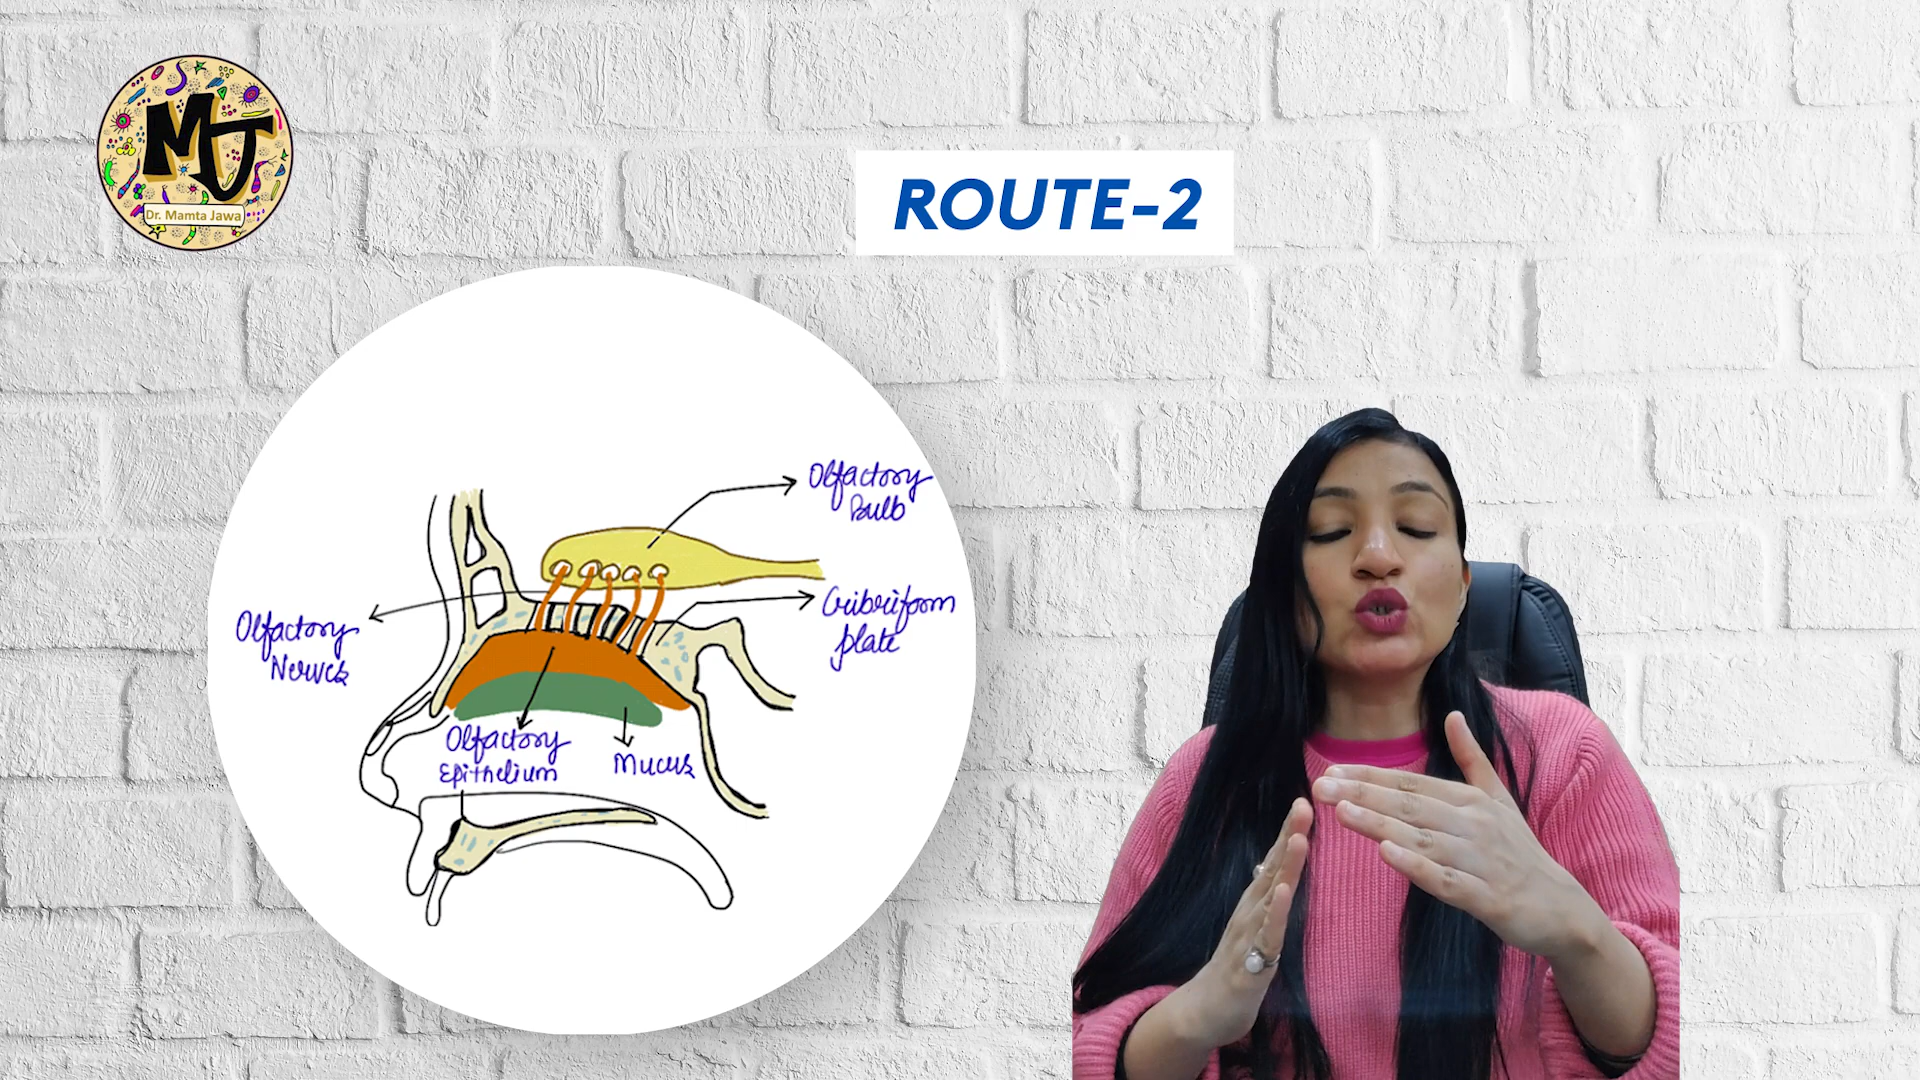 MJ
Dr. Mamta Jawa
ROUTE-2
Olfactory
Bulb
Cribriform
plate
Olfactory
Nerves
Olfactory
Epithelium
Mucus